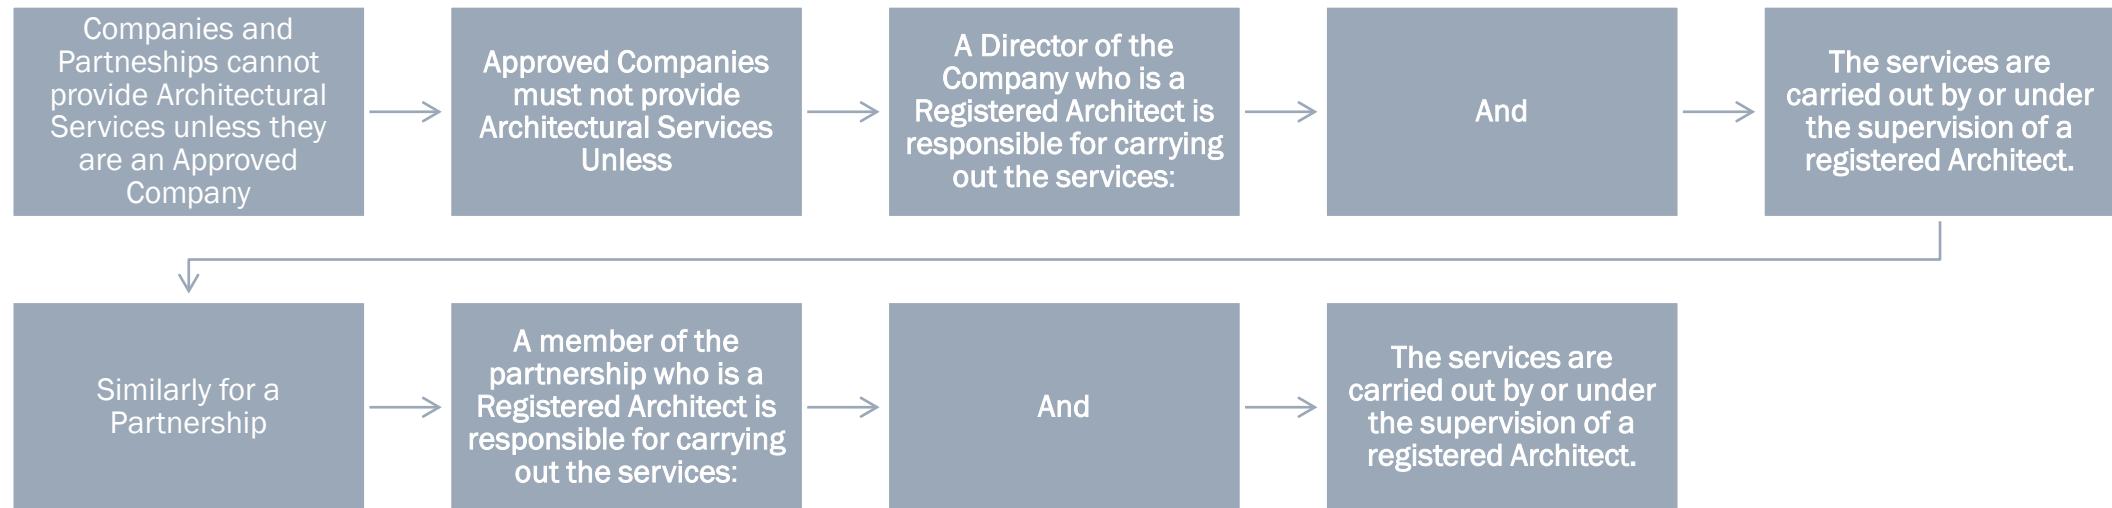 Companies and
Partneships cannot
provide Architectural
Services unless they
are an Approved
Company
Approved Companies
must not provide
Architectural Services
Unless
A Director of the
Company who is a
Registered Architect is
responsible for carrying
out the services:
And
The services are
carried out by or under
the supervision of a
registered Architect.
Similarly for a
Partnership
A member of the
partnership who is a
Registered Architect is
responsible for carrying
out the services:
And
The services are
carried out by or under
the supervision of a
registered Architect.